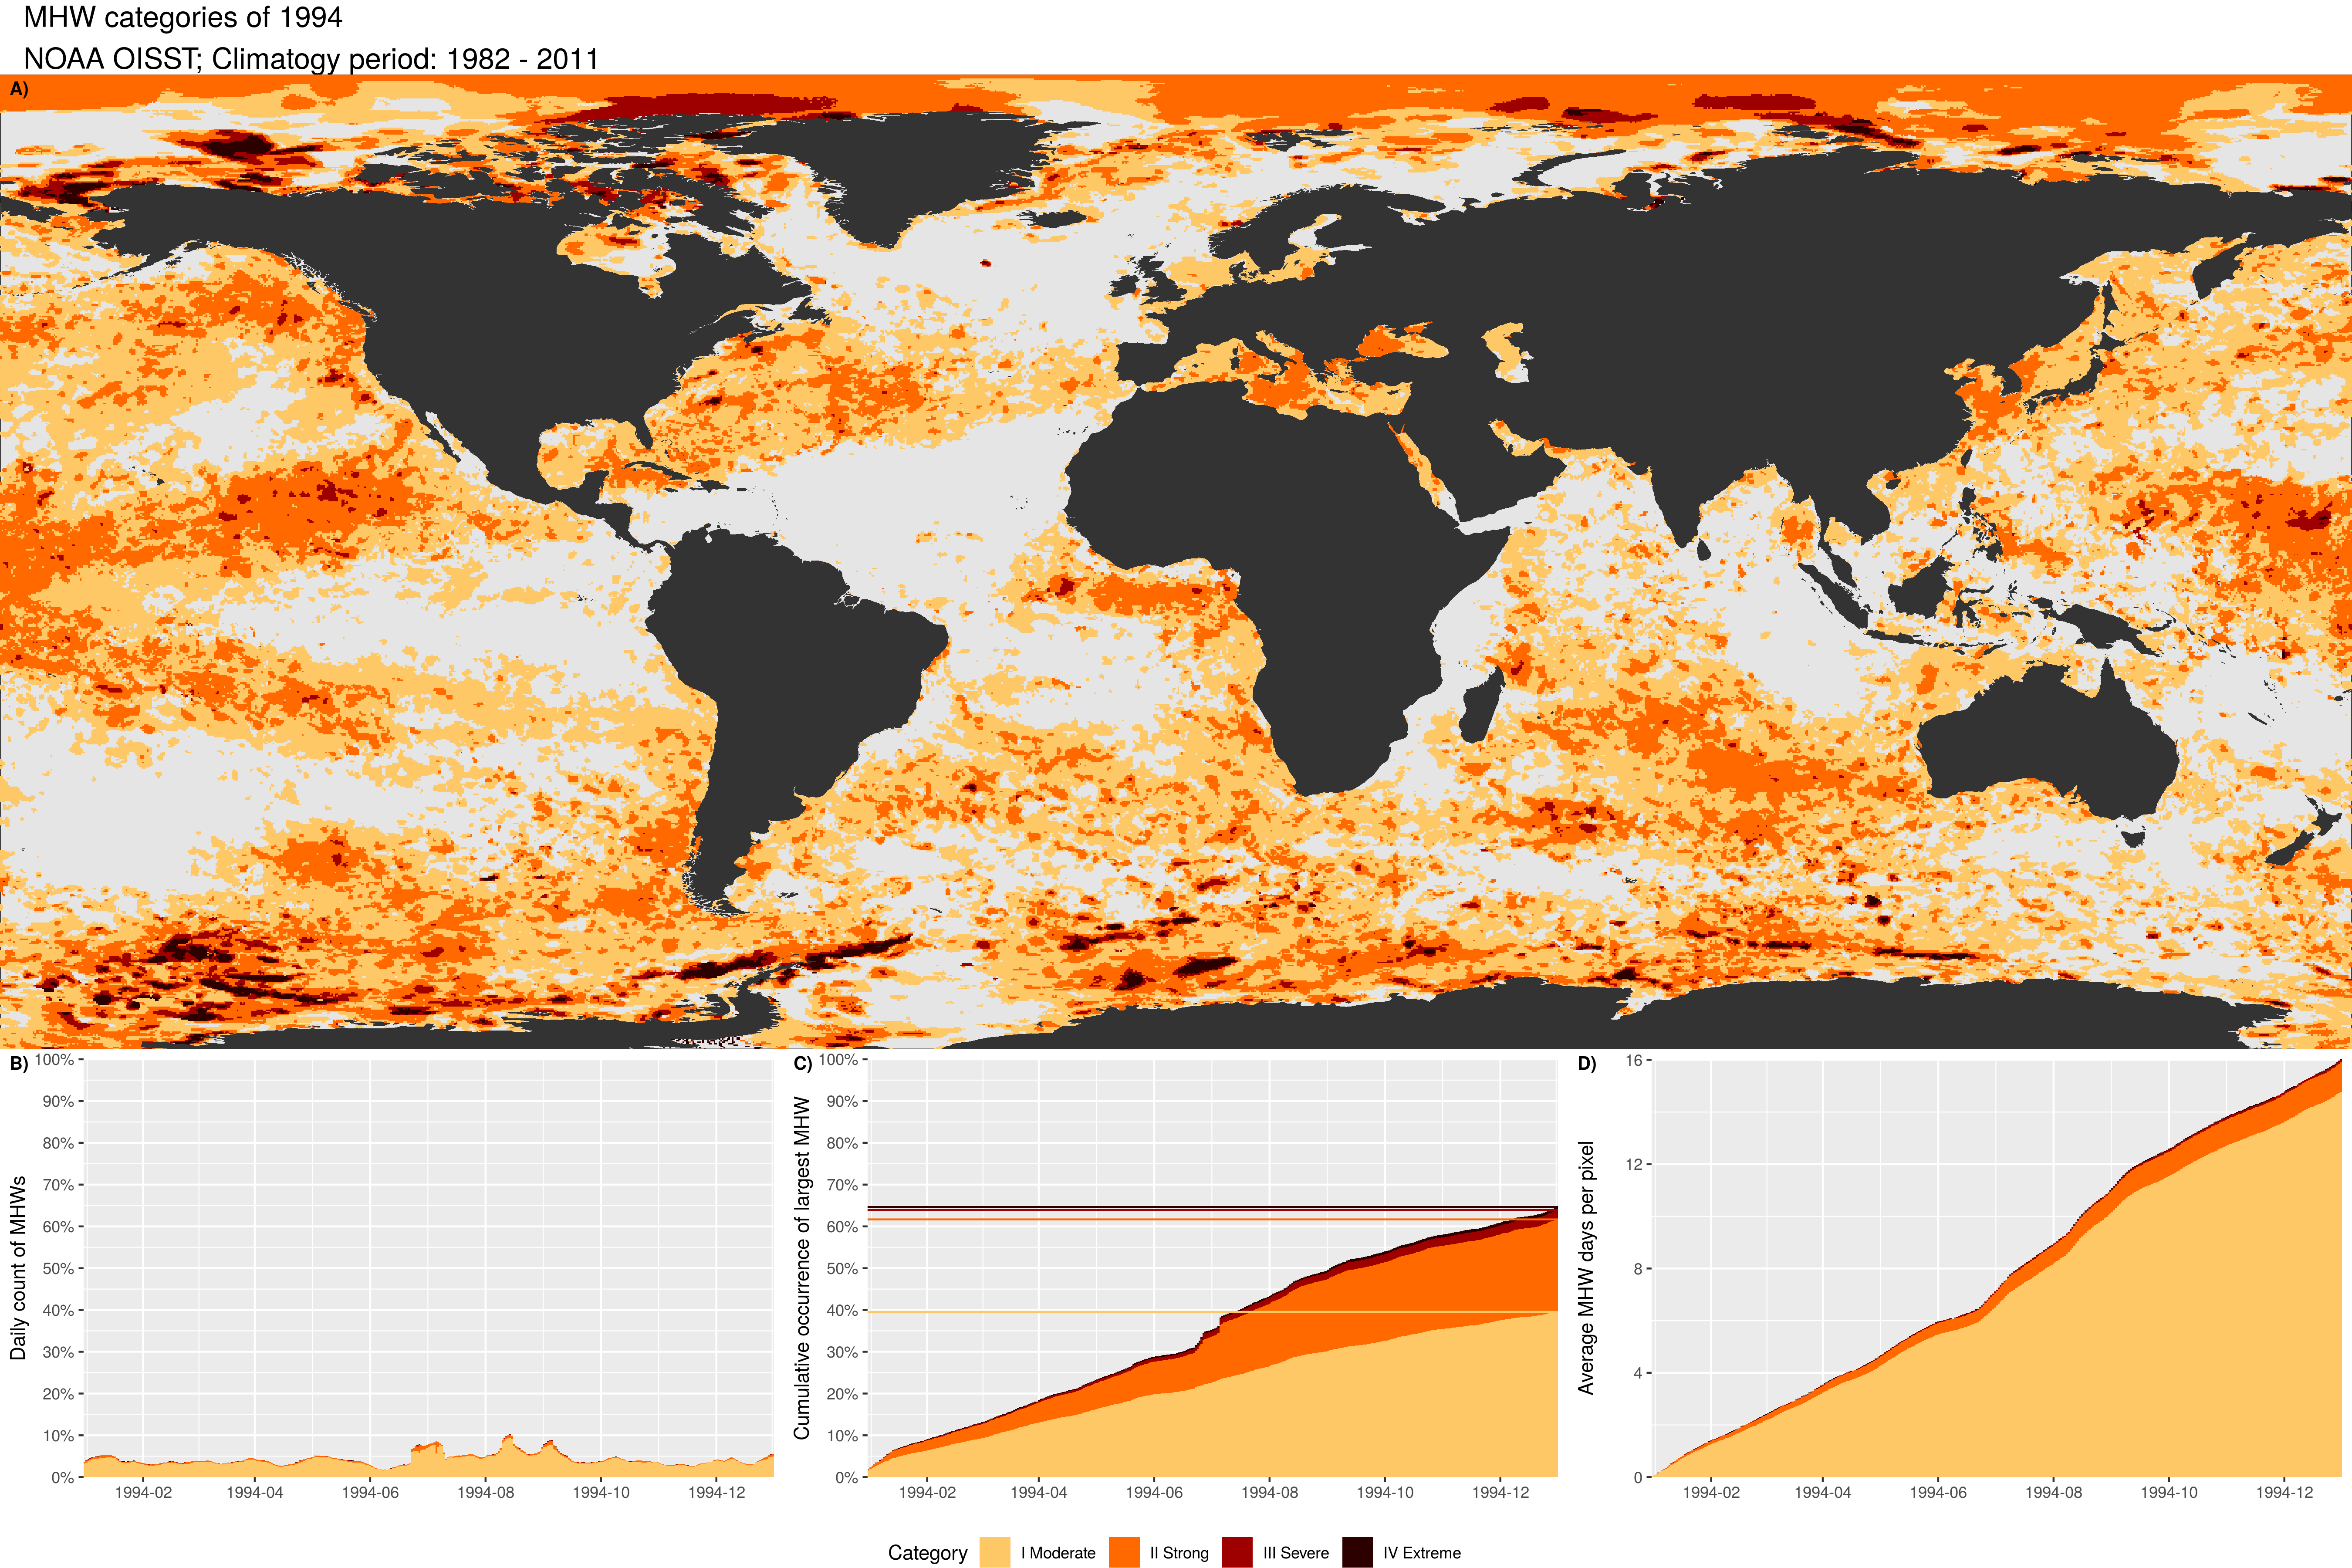 MHW categories of 1994
NOAA OISST; Climatogy period: 1982 - 2011
A)
B)
Daily count of MHWs
100%
90%
80%
70%
60%
50%
40%
30%
20%
10%
0%
1994-02 1994-04 1994-06 1994-08 1994-10 1994-12
C)
Cumulative occurrence of largest MHW
100%
90%
80%
70%
60%
50%
40%
30%
20%
10%
0%
1994-02 1994-04 1994-06 1994-08 1994-10 1994-12
D)
Average MHW days per pixel
16
12
8
4
0
1994-02 1994-04 1994-06 1994-08 1994-10 1994-12
Category I Moderate II Strong III Severe IV Extreme